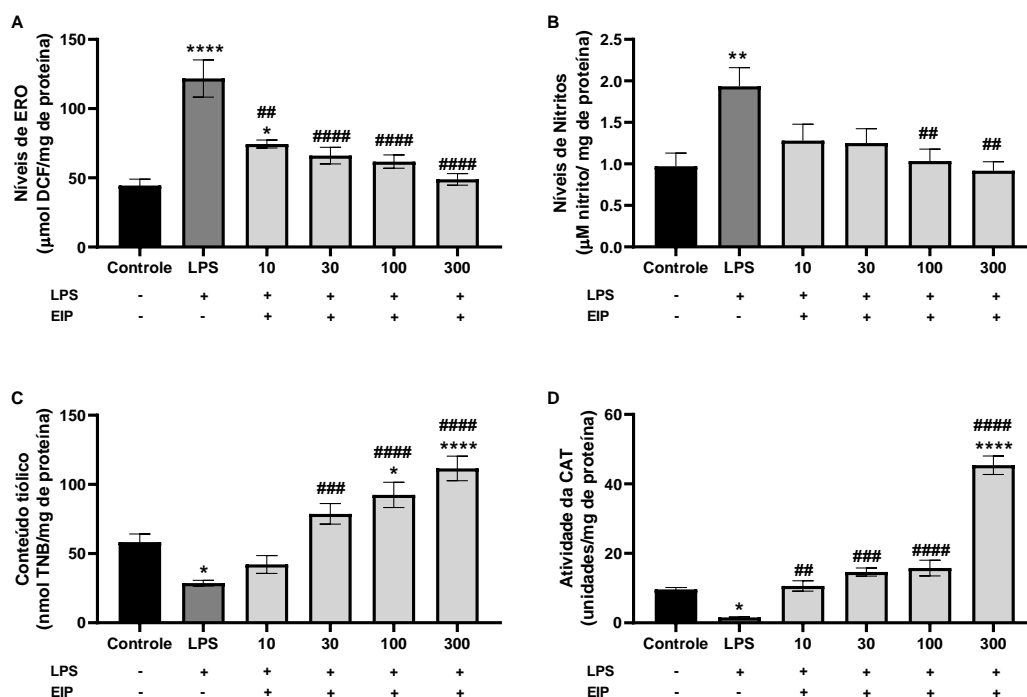 A
Níveis de ERO
(µmol DCF/mg de proteína)
150
100
50
0
****
##
*
####
####
####
Controle LPS 10 30 100 300
LPS - + + + + +
EIP - - + + + +
B
Níveis de Nitritos
(µM nitrito/ mg de proteína)
2.5
2.0
1.5
1.0
0.5
0.0
**
##
##
Controle LPS 10 30 100 300
LPS - + + + + +
EIP - - + + + +
C
Conteúdo tiólico
(nmol TNB/mg de proteína)
150
100
50
0
*
###
####
*
####
****
Controle LPS 10 30 100 300
LPS - + + + + +
EIP - - + + + +
D
Atividade da CAT
(unidades/mg de proteína)
60
40
20
0
*
##
###
####
####
****
Controle LPS 10 30 100 300
LPS - + + + + +
EIP - - + + + +